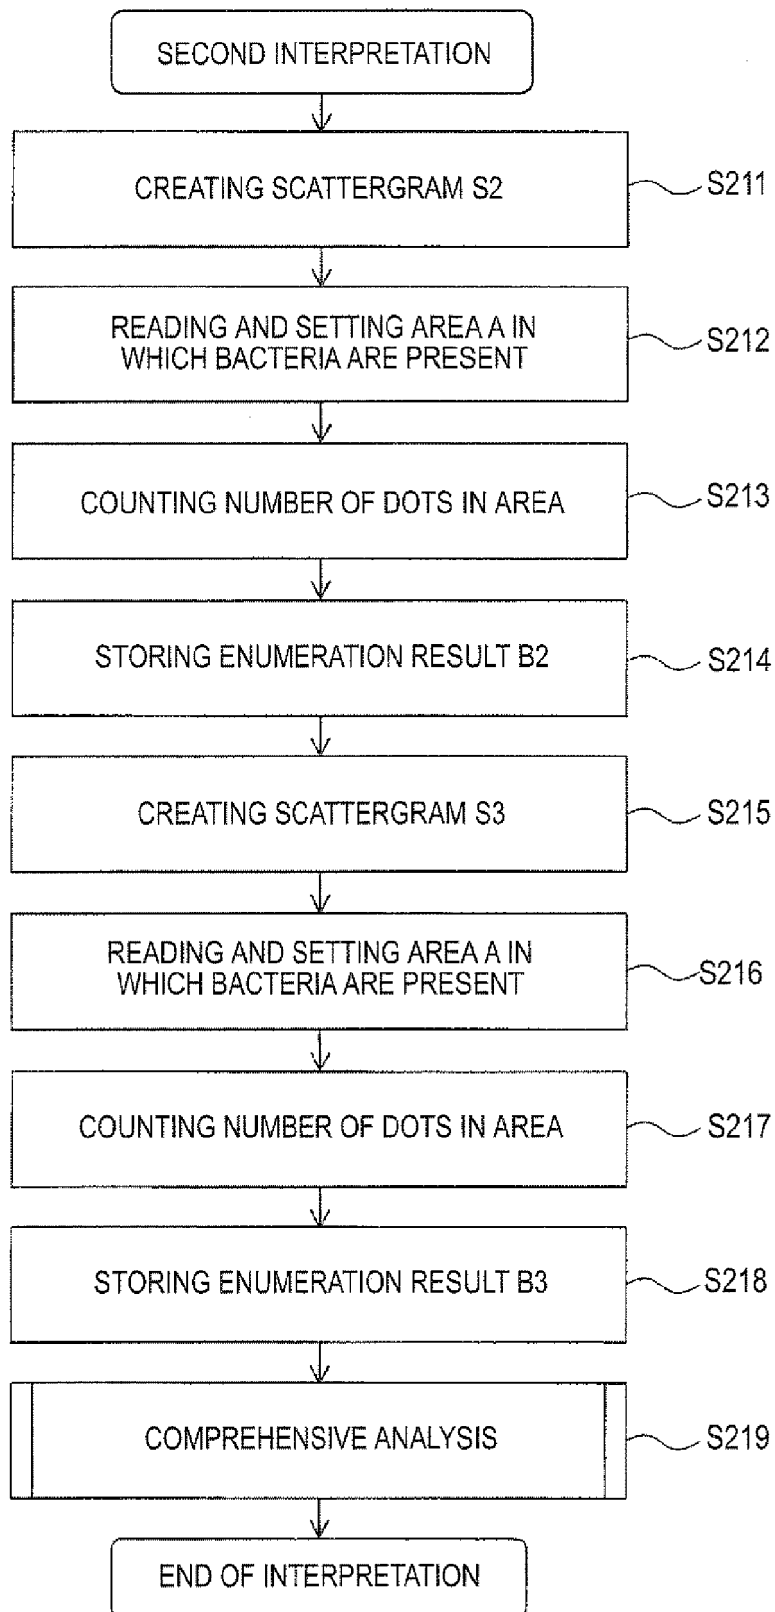 SECOND INTERPRETATION
CREATING SCATTERGRAM S2
S211
READING AND SETTING AREA A IN
WHICH BACTERIA ARE PRESENT
S212
COUNTING NUMBER OF DOTS IN AREA
S213
STORING ENUMERATION RESULT B2
S214
CREATING SCATTERGRAM S3
S215
READING AND SETTING AREA A IN
WHICH BACTERIA ARE PRESENT
S216
COUNTING NUMBER OF DOTS IN AREA
S217
STORING ENUMERATION RESULT B3
S218
COMPREHENSIVE ANALYSIS
S219
END OF INTERPRETATION